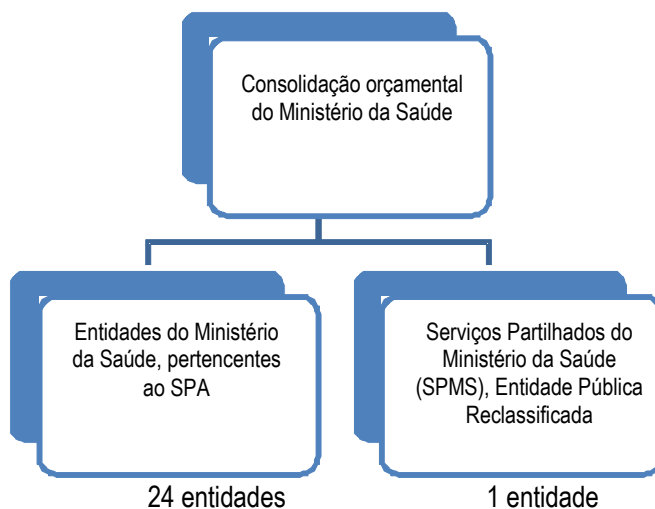 Consolidação orçamental
do Ministério da Saúde
Entidades do Ministério
da Saúde, pertencentes
ao SPA
Serviços Partilhados do
Ministério da Saúde
(SPMS), Entidade Pública
Reclassificada
24 entidades
1 entidade